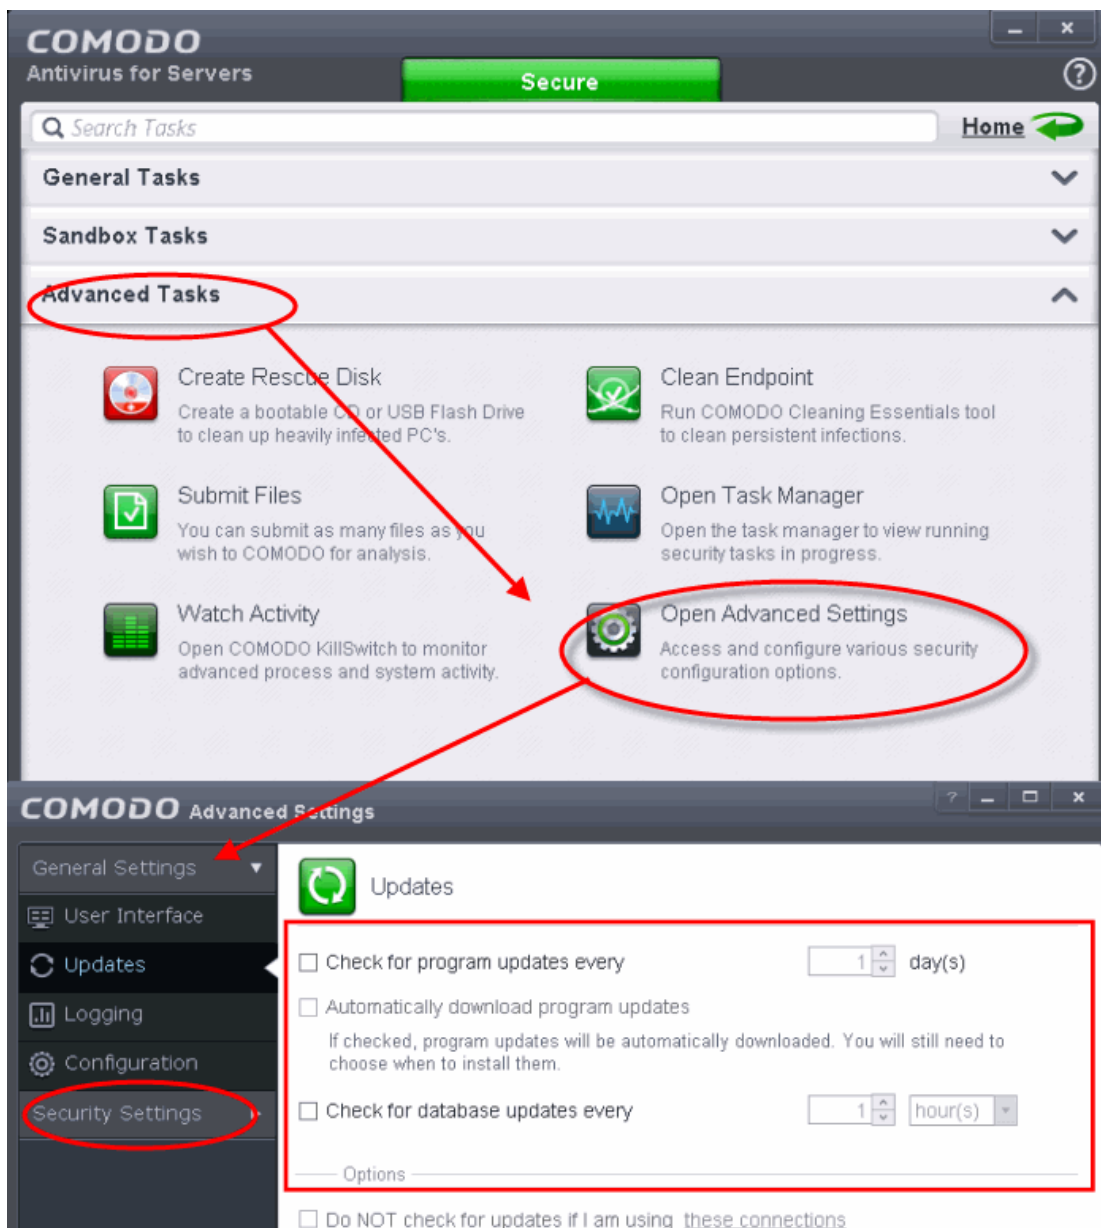 COMODO
Antivirus for Servers
Secure
?
Search Tasks
Home
General Tasks
Sandbox Tasks
Advanced Tasks
Create Rescue Disk
Create a bootable CD or USB Flash Drive
to clean up heavily infected PC's.
Clean Endpoint
Run COMODO Cleaning Essentials tool
to clean persistent infections.
Submit Files
You can submit as many files as you
wish to COMODO for analysis.
Open Task Manager
Open the task manager to view running
security tasks in progress.
Watch Activity
Open COMODO KillSwitch to monitor
advanced process and system activity.
Open Advanced Settings
Access and configure various security
configuration options.
COMODO Advanced Settings
?
General Settings
User Interface
Updates
Logging
Configuration
Security Settings
Updates
Check for program updates every 1 day(s)
Automatically download program updates
If checked, program updates will be automatically downloaded. You will still need to
choose when to install them.
Check for database updates every 1 hour(s)
Options
Do NOT check for updates if I am using these connections